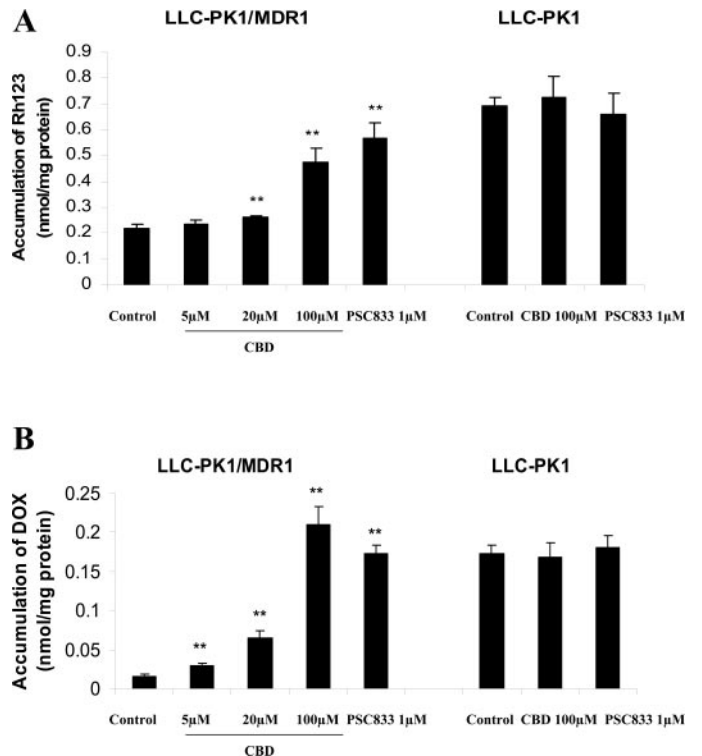 A
LLC-PK1/MDR1 LLC-PK1
Accumulation of Rh123
(nmol/mg protein)
0.9
0.8
0.7
0.6
0.5
0.4
0.3
0.2
0.1
0
** ** **
Control 5µM 20µM 100µM PSC833 1µM Control CBD 100µM PSC833 1µM
CBD
B
LLC-PK1/MDR1 LLC-PK1
Accumulation of DOX
(nmol/mg protein)
0.25
0.2
0.15
0.1
0.05
0
** ** ** **
Control 5µM 20µM 100µM PSC833 1µM Control CBD 100µM PSC833 1µM
CBD